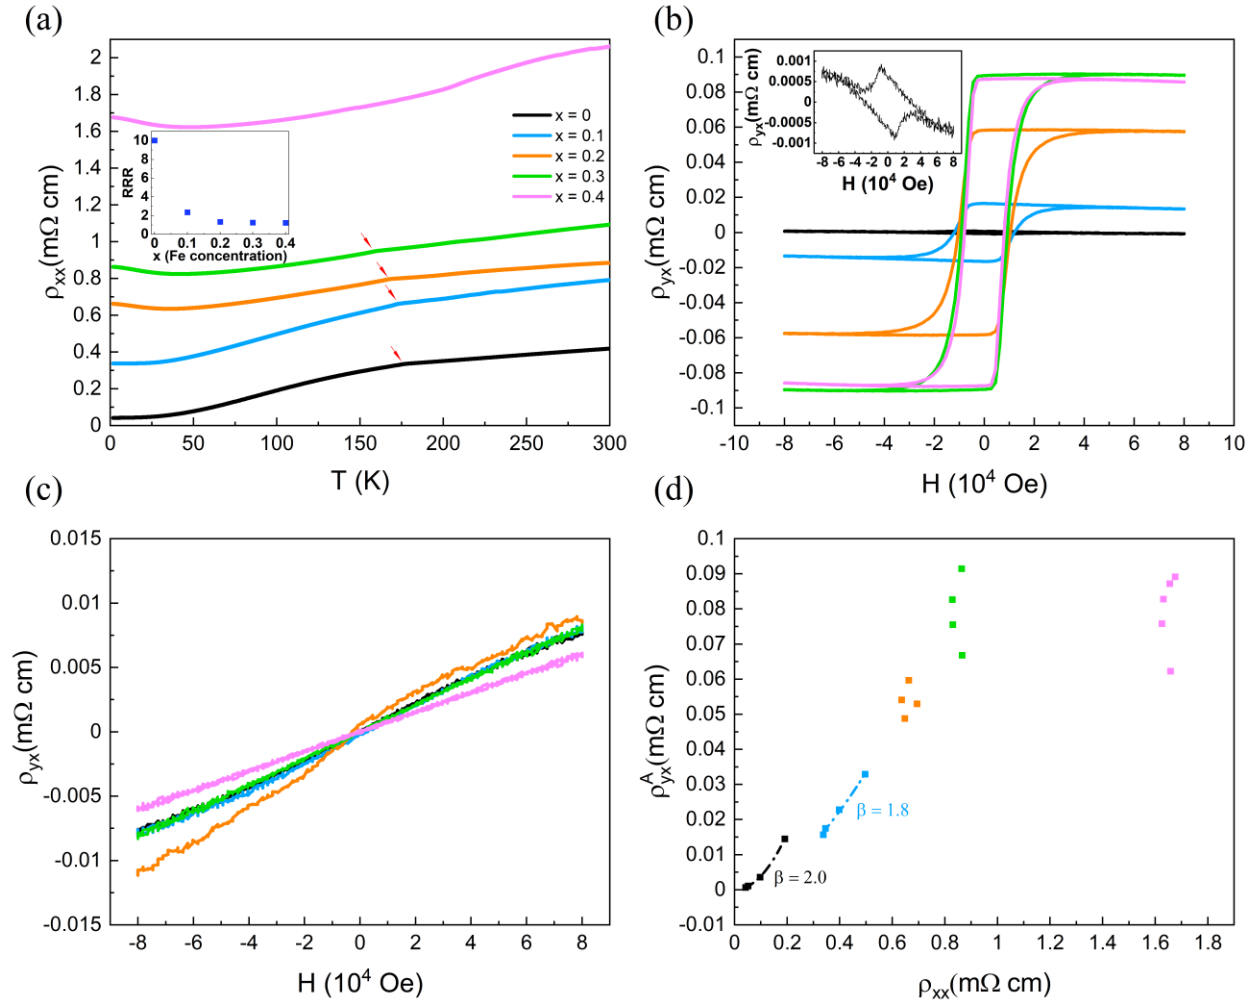 (a)
2
1.8
1.6
1.4
1.2
1
0.8
0.6
0.4
0.2
0
ρxx(mΩ cm)
0 50 100 150 200 250 300
T (K)
x = 0
x = 0.1
x = 0.2
x = 0.3
x = 0.4
10
8
6
4
2
0
RRR
0 0.1 0.2 0.3 0.4
x (Fe concentration)
(b)
0.1
0.08
0.06
0.04
0.02
0
-0.02
-0.04
-0.06
-0.08
-0.1
ρyx(mΩ cm)
-10 -8 -6 -4 -2 0 2 4 6 8 10
H (10⁴ Oe)
0.001
0.0005
0
-0.0005
-0.001
ρyx(mΩ cm)
-8 -6 -4 -2 0 2 4 6 8
H (10⁴ Oe)
(c)
0.015
0.01
0.005
0
-0.005
-0.01
-0.015
ρyx(mΩ cm)
-8 -6 -4 -2 0 2 4 6 8
H (10⁴ Oe)
(d)
0.1
0.09
0.08
0.07
0.06
0.05
0.04
0.03
0.02
0.01
0
-0.01
ρyxᴬ(mΩ cm)
β = 1.8
β = 2.0
0 0.2 0.4 0.6 0.8 1 1.2 1.4 1.6 1.8
ρxx(mΩ cm)